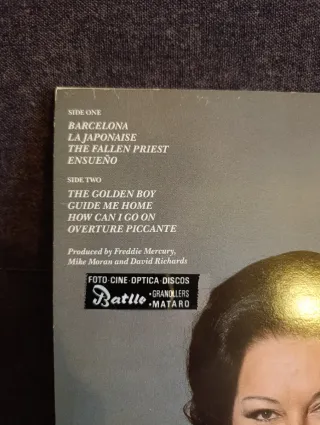 SIDE ONE
BARCELONA
LA JAPONAISE
THE FALLEN PRIEST
ENSUEÑO
SIDE TWO
THE GOLDEN BOY
GUIDE ME HOME
HOW CAN I GO ON
OVERTURE PICCANTE
Produced by Freddie Mercury,
Mike Moran and David Richards
FOTO·CINE·OPTICA·DISCOS
Batllo ·GRANOLLERS
·MATARO